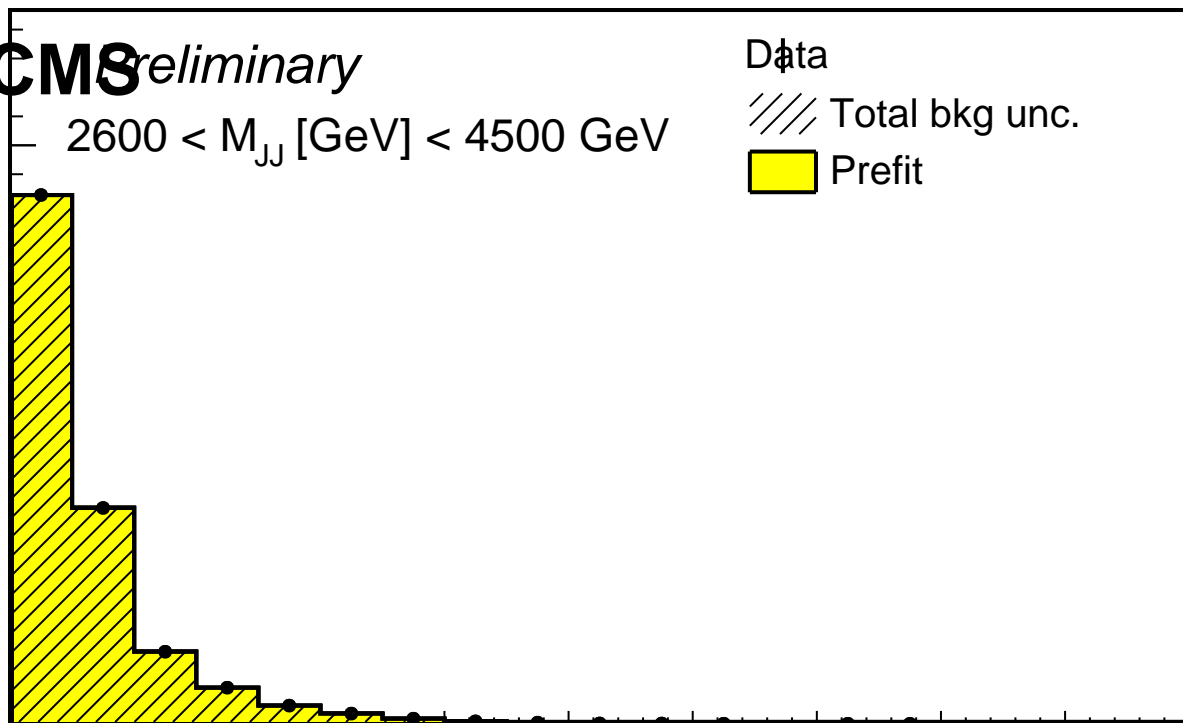 CMS Preliminary
2600 < M_JJ [GeV] < 4500 GeV
Data
Total bkg unc.
Prefit